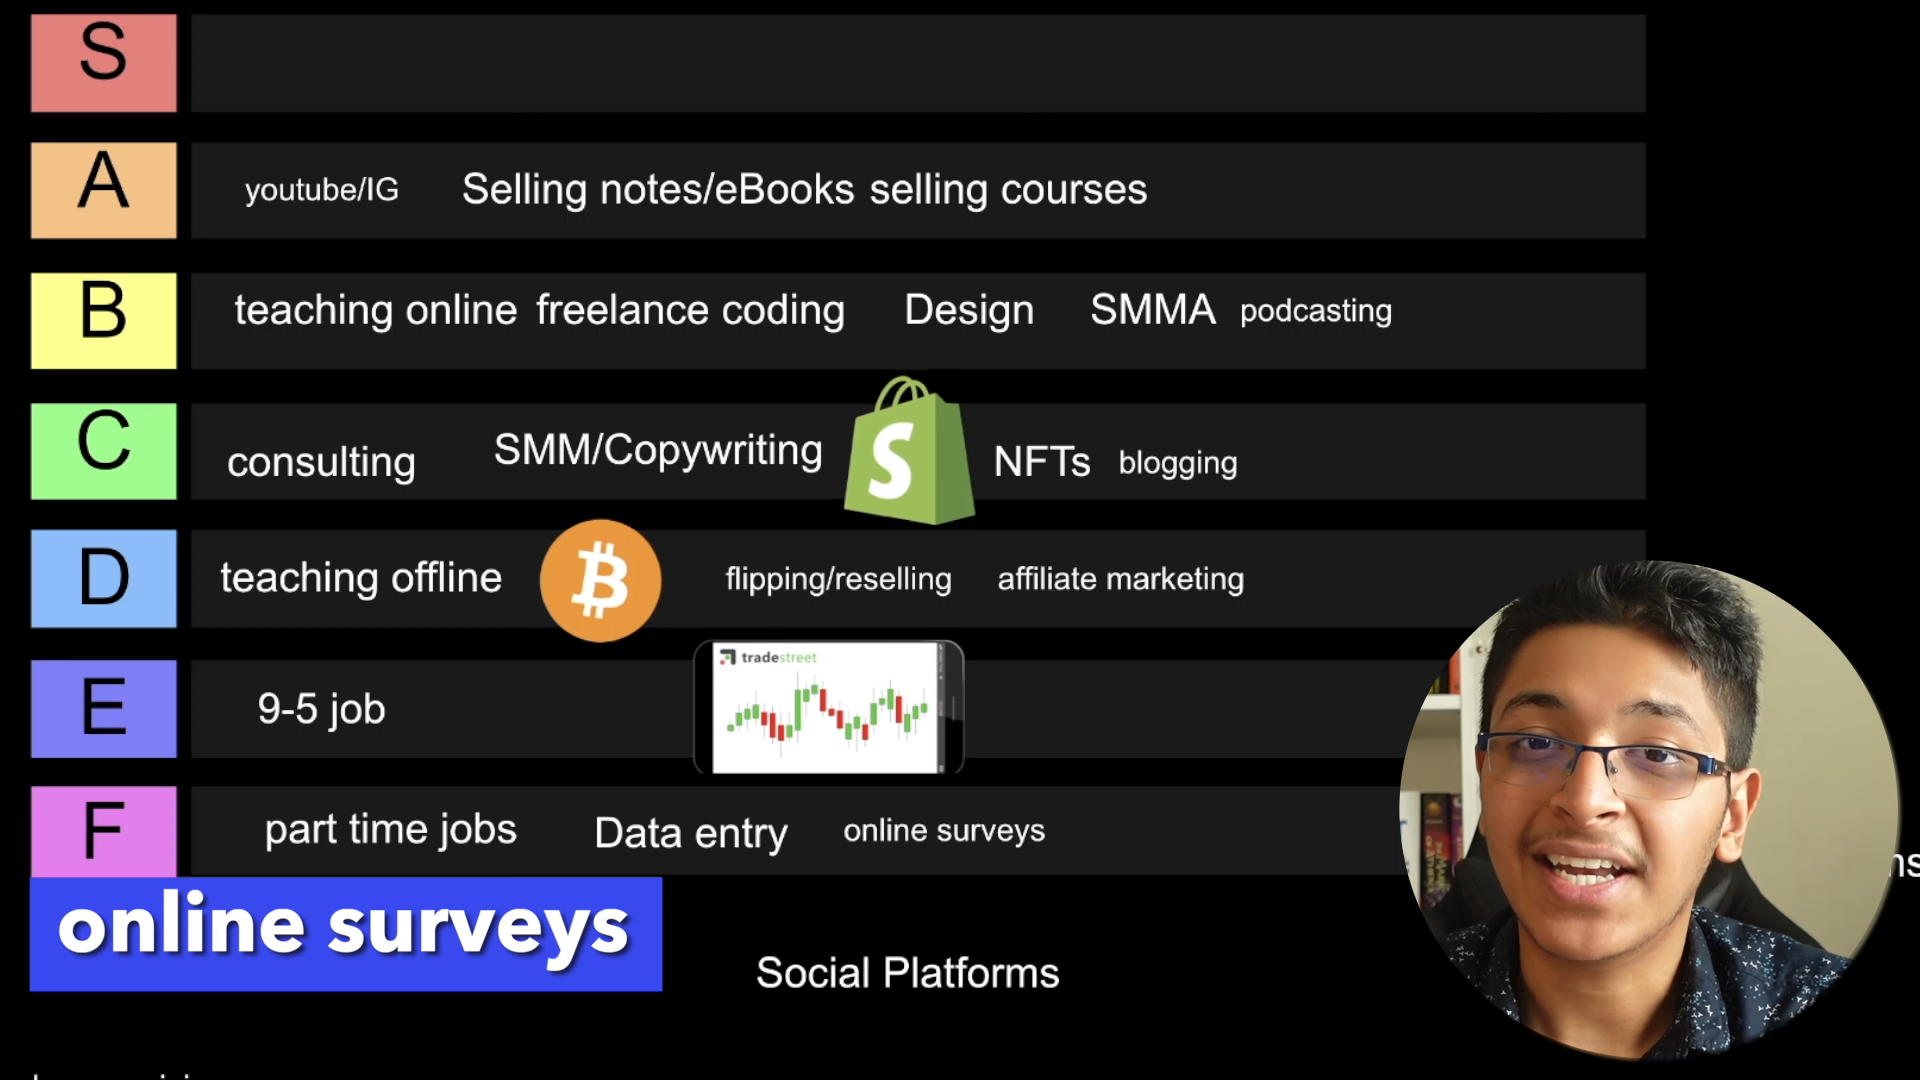 S
A
youtube/IG Selling notes/eBooks selling courses
B
teaching online freelance coding Design SMMA podcasting
C
consulting SMM/Copywriting S NFTs blogging
D
teaching offline ₿ flipping/reselling affiliate marketing
E
9-5 job
tradestreet
F
part time jobs Data entry online surveys
online surveys
Social Platforms